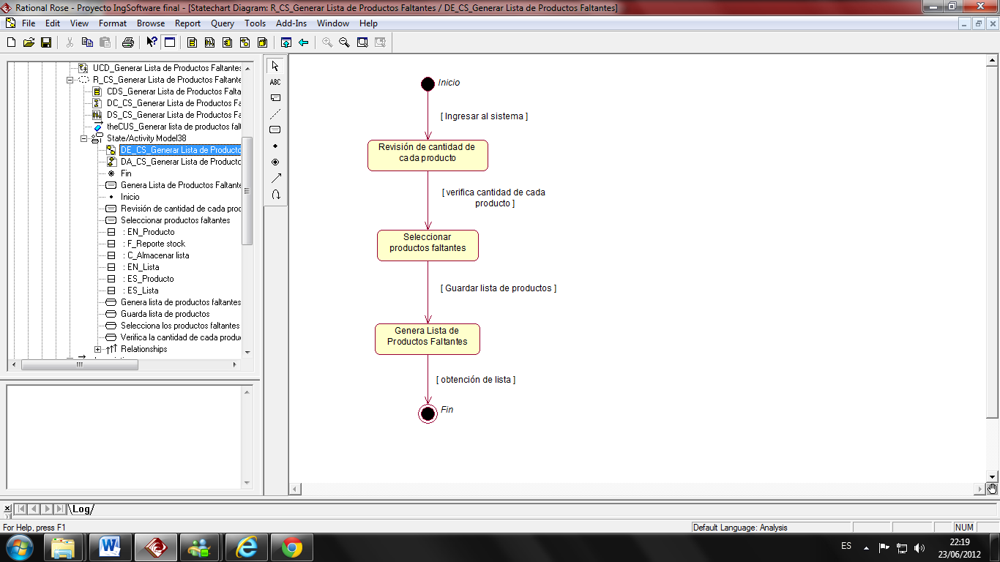 Rational Rose - Proyecto IngSoftware final - [Statechart Diagram: R_CS_Generar Lista de Productos Faltantes / DE_CS_Generar Lista de Productos Faltantes]
File Edit View Format Browse Report Query Tools Add-Ins Window Help
UCD_Generar Lista de Productos Faltantes
R_CS_Generar Lista de Productos Faltante
CDS_Generar Lista de Productos Falta
DC_CS_Generar Lista de Productos Fa
DS_CS_Generar Lista de Productos Fa
theCUS_Generar lista de productos falt
State/Activity Model38
DE_CS_Generar Lista de Producto
DA_CS_Generar Lista de Producto
Fin
Genera Lista de Productos Faltante
Inicio
Revisión de cantidad de cada prod
Seleccionar productos faltantes
: EN_Producto
: F_Reporte stock
: C_Almacenar lista
: EN_Lista
: ES_Producto
: ES_Lista
Genera lista de productos faltantes
Guarda lista de productos
Selecciona los productos faltantes
Verifica la cantidad de cada produ
Relationships
ABC
Inicio
[ Ingresar al sistema ]
Revisión de cantidad de
cada producto
[ verifica cantidad de cada
producto ]
Seleccionar
productos faltantes
[ Guardar lista de productos ]
Genera Lista de
Productos Faltantes
[ obtención de lista ]
Fin
\Log/
For Help, press F1
Default Language: Analysis
NUM
ES
22:19
23/06/2012